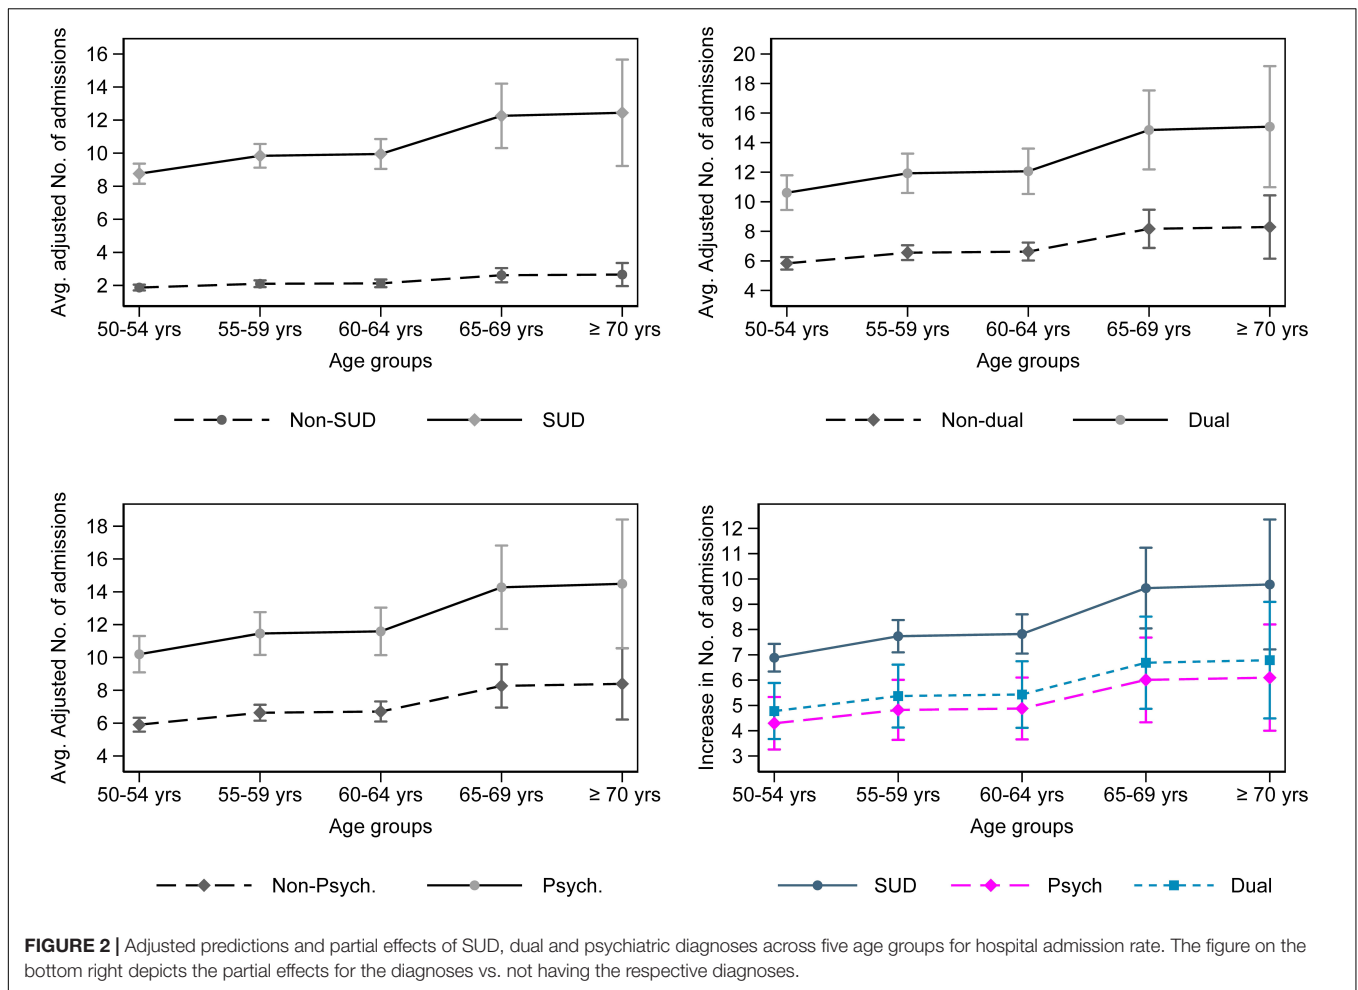 Avg. adjusted No. of admissions
16
14
12
10
8
6
4
2
50-54 yrs 55-59 yrs 60-64 yrs 65-69 yrs ≥ 70 yrs
Age groups
Non-SUD SUD
Avg. Adjusted No. of admissions
20
18
16
14
12
10
8
6
4
50-54 yrs 55-59 yrs 60-64 yrs 65-69 yrs ≥ 70 yrs
Age groups
Non-dual Dual
Avg. Adjusted No. of admissions
18
16
14
12
10
8
6
4
50-54 yrs 55-59 yrs 60-64 yrs 65-69 yrs ≥ 70 yrs
Age groups
Non-Psych. Psych.
Increase in No. of admissions
12
11
10
9
8
7
6
5
4
3
50-54 yrs 55-59 yrs 60-64 yrs 65-69 yrs ≥ 70 yrs
Age groups
SUD Psych Dual
FIGURE 2 | Adjusted predictions and partial effects of SUD, dual and psychiatric diagnoses across five age groups for hospital admission rate. The figure on the
bottom right depicts the partial effects for the diagnoses vs. not having the respective diagnoses.